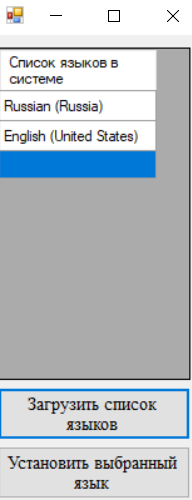 Список языков в
системе
Russian (Russia)
English (United States)
Загрузить список
языков
Установить выбранный
язык